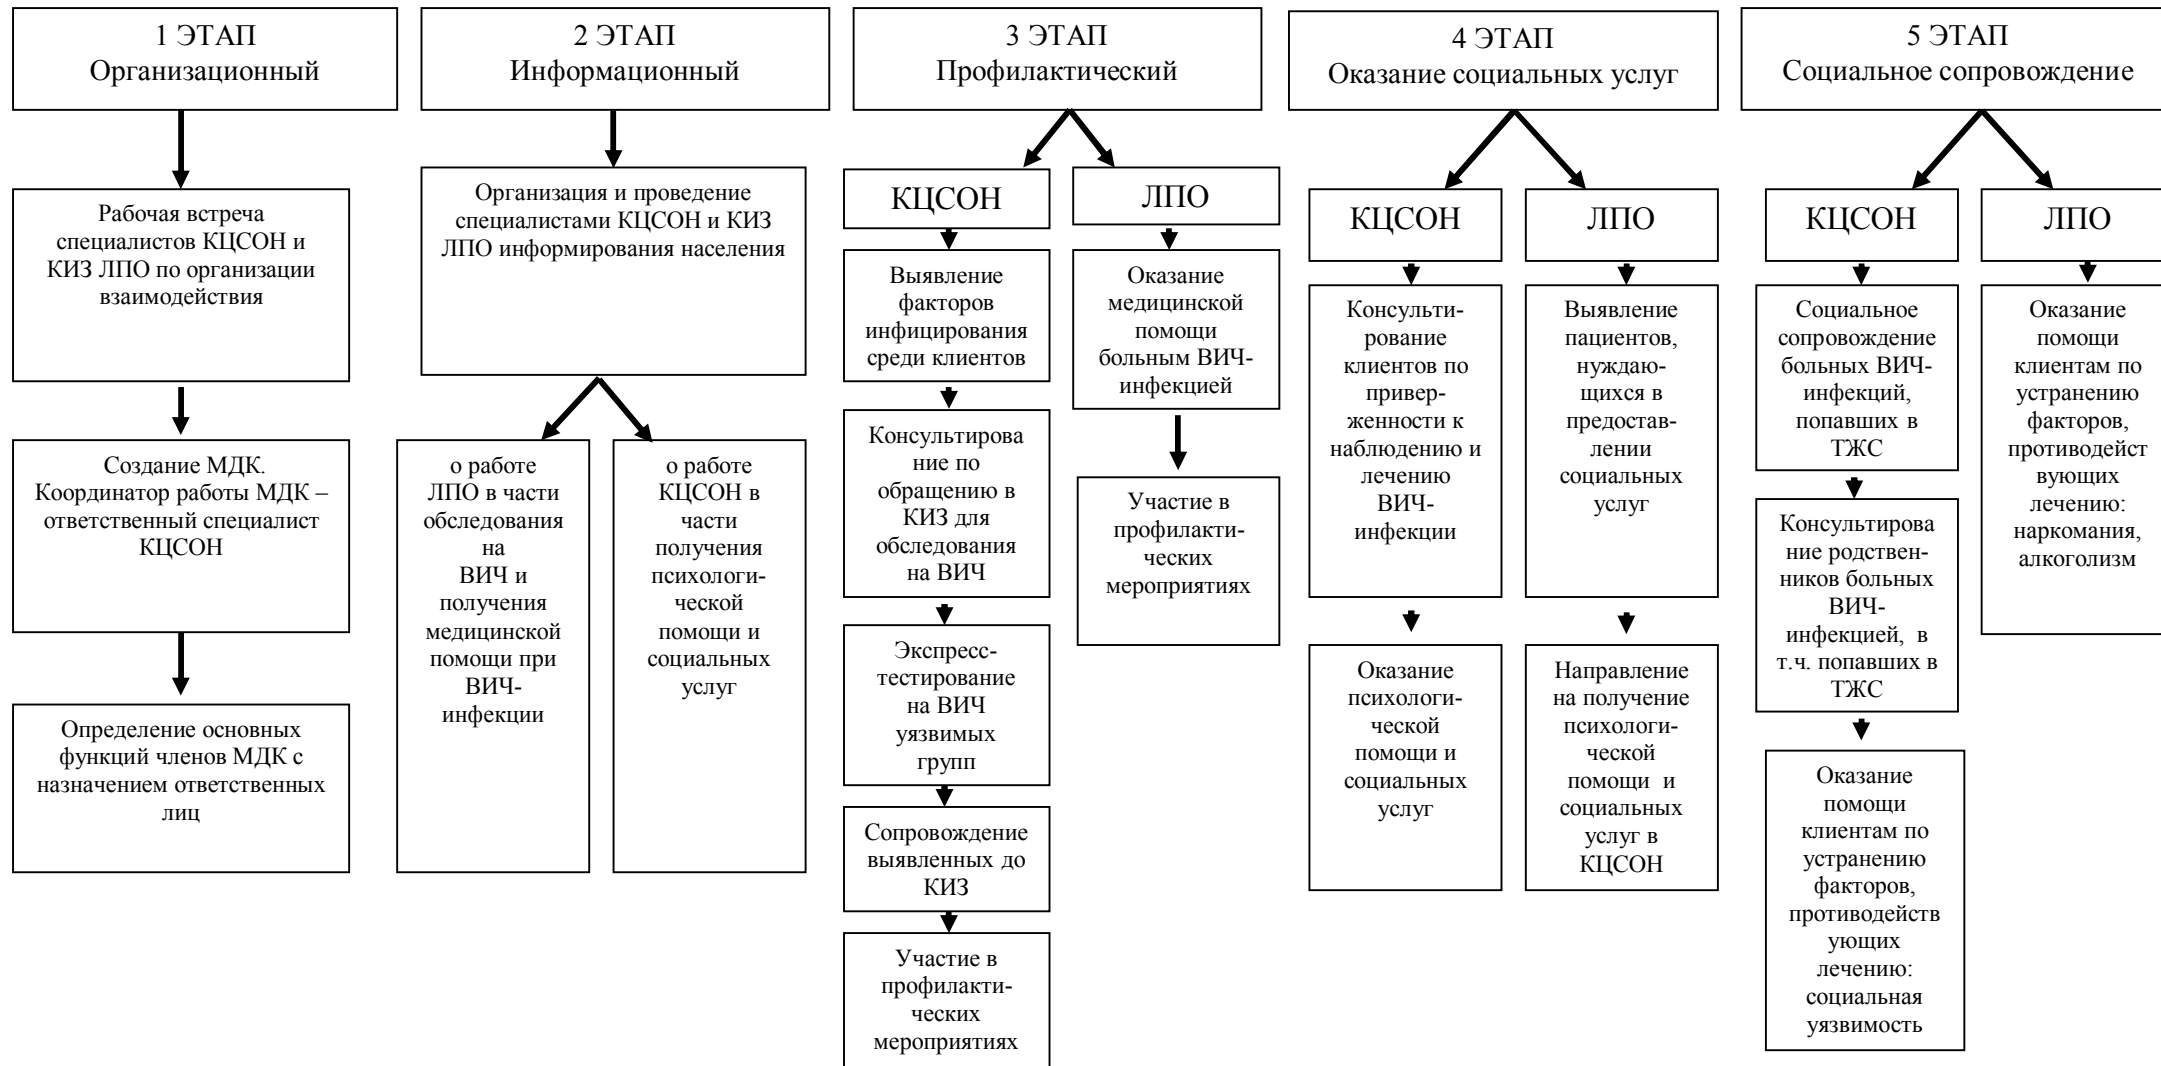 1 ЭТАП
Организационный
Рабочая встреча
специалистов КЦСОН и
КИЗ ЛПО по организации
взаимодействия
Создание МДК.
Координатор работы МДК –
ответственный специалист
КЦСОН
Определение основных
функций членов МДК с
назначением ответственных
лиц
2 ЭТАП
Информационный
Организация и проведение
специалистами КЦСОН и КИЗ
ЛПО информирования населения
о работе
ЛПО в части
обследования
на
ВИЧ и
получения
медицинской
помощи при
ВИЧ-
инфекции
о работе
КЦСОН в
части
получения
психологи-
ческой
помощи и
социальных
услуг
3 ЭТАП
Профилактический
КЦСОН
Выявление
факторов
инфицирования
среди клиентов
Консультирова
ние по
обращению в
КИЗ для
обследования
на ВИЧ
Экспресс-
тестирование
на ВИЧ
уязвимых
групп
Сопровождение
выявленных до
КИЗ
Участие в
профилакти-
ческих
мероприятиях
ЛПО
Оказание
медицинской
помощи
больным ВИЧ-
инфекцией
Участие в
профилакти-
ческих
мероприятиях
4 ЭТАП
Оказание социальных услуг
КЦСОН
Консульти-
рование
клиентов по
привер-
женности к
наблюдению и
лечению
ВИЧ-
инфекции
Оказание
психологи-
ческой
помощи и
социальных
услуг
ЛПО
Выявление
пациентов,
нуждаю-
щихся в
предостав-
лении
социальных
услуг
Направление
на получение
психологи-
ческой
помощи и
социальных
услуг в
КЦСОН
5 ЭТАП
Социальное сопровождение
КЦСОН
Социальное
сопровождение
больных ВИЧ-
инфекций,
попавших в
ТЖС
Консультирова
ние родствен-
ников больных
ВИЧ-
инфекцией, в
т.ч. попавших в
ТЖС
Оказание
помощи
клиентам по
устранению
факторов,
противодейств
ующих
лечению:
социальная
уязвимость
ЛПО
Оказание
помощи
клиентам по
устранению
факторов,
противодейст
вующих
лечению:
наркомания,
алкоголизм